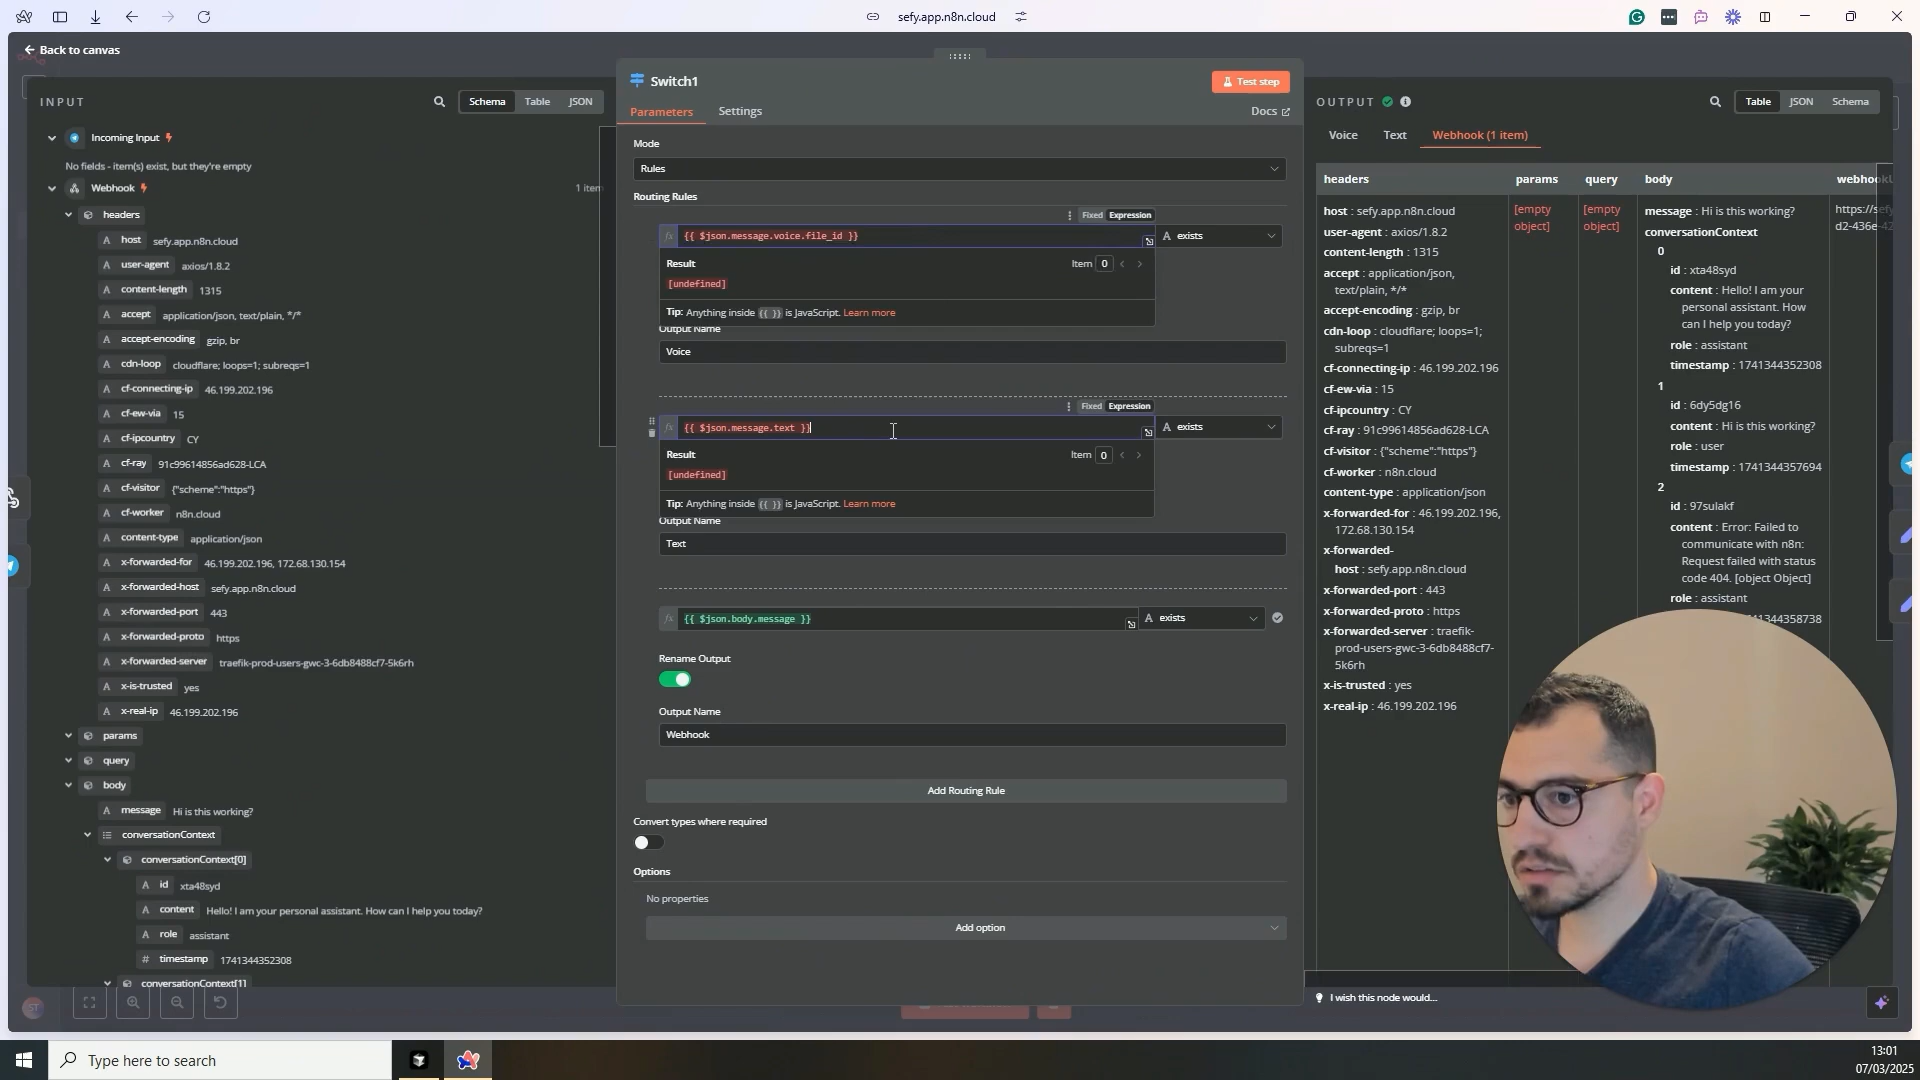 sefy.app.n8n.cloud
Back to canvas
INPUT
Schema
Table
JSON
Incoming Input
No fields - item(s) exist, but they're empty
Webhook
1 item
headers
A host sefy.app.n8n.cloud
A user-agent axios/1.8.2
A content-length 1315
A accept application/json, text/plain, */*
A accept-encoding gzip, br
A cdn-loop cloudflare; loops=1; subreqs=1
A cf-connecting-ip 46.199.202.196
A cf-ew-via 15
A cf-ipcountry CY
A cf-ray 91c99614856ad628-LCA
A cf-visitor {"scheme":"https"}
A cf-worker n8n.cloud
A content-type application/json
A x-forwarded-for 46.199.202.196, 172.68.130.154
A x-forwarded-host sefy.app.n8n.cloud
A x-forwarded-port 443
A x-forwarded-proto https
A x-forwarded-server traefik-prod-users-gwc-3-6db8488cf7-5k6rh
A x-is-trusted yes
A x-real-ip 46.199.202.196
params
query
body
A message Hi is this working?
conversationContext
conversationContext[0]
A id xta48syd
A content Hello! I am your personal assistant. How can I help you today?
A role assistant
# timestamp 1741344352308
conversationContext[1]
ST
Switch1
Test step
Parameters
Settings
Docs
Mode
Rules
Routing Rules
Fixed Expression
fx {{ $json.message.voice.file_id }}
A exists
Result
Item 0
[undefined]
Tip: Anything inside {{ }} is JavaScript. Learn more
Output Name
Voice
Fixed Expression
fx {{ $json.message.text }}
A exists
Result
Item 0
[undefined]
Tip: Anything inside {{ }} is JavaScript. Learn more
Output Name
Text
fx {{ $json.body.message }}
A exists
Rename Output
Output Name
Webhook
Add Routing Rule
Convert types where required
Options
No properties
Add option
OUTPUT
Table
JSON
Schema
Voice
Text
Webhook (1 item)
headers
params
query
body
host : sefy.app.n8n.cloud
user-agent : axios/1.8.2
content-length : 1315
accept : application/json,
text/plain, */*
accept-encoding : gzip, br
cdn-loop : cloudflare; loops=1;
subreqs=1
cf-connecting-ip : 46.199.202.196
cf-ew-via : 15
cf-ipcountry : CY
cf-ray : 91c99614856ad628-LCA
cf-visitor : {"scheme":"https"}
cf-worker : n8n.cloud
content-type : application/json
x-forwarded-for : 46.199.202.196,
172.68.130.154
x-forwarded-
host : sefy.app.n8n.cloud
x-forwarded-port : 443
x-forwarded-proto : https
x-forwarded-server : traefik-
prod-users-gwc-3-6db8488cf7-
5k6rh
x-is-trusted : yes
x-real-ip : 46.199.202.196
[empty
object]
[empty
object]
message : Hi is this working?
conversationContext
0
id : xta48syd
content : Hello! I am your
personal assistant. How
can I help you today?
role : assistant
timestamp : 1741344352308
1
id : 6dy5dg16
content : Hi is this working?
role : user
timestamp : 1741344357694
2
id : 97sulakf
content : Error: Failed to
communicate with n8n:
Request failed with status
code 404. [object Object]
role : assistant
I wish this node would...
Type here to search
13:01
07/03/2025